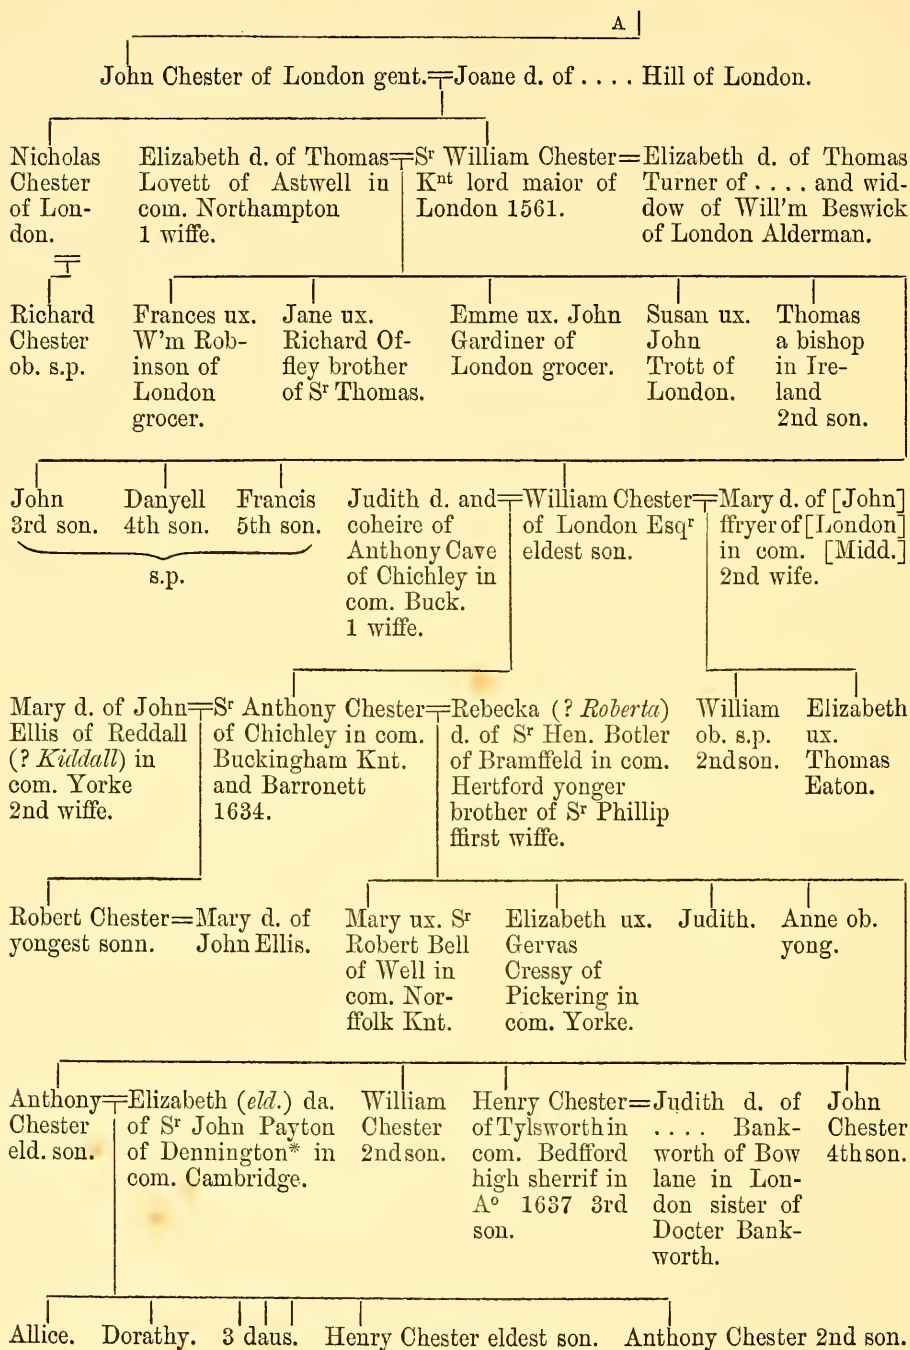 A
John Chester of London gent.=Joane d. of . . . . Hill of London.
Nicholas
Chester
of Lon-
don.
Elizabeth d. of Thomas
Lovett of Astwell in
com. Northampton
1 wiffe.
=Sʳ William Chester=
Kⁿᵗ lord maior of
London 1561.
Elizabeth d. of Thomas
Turner of . . . . and wid-
dow of Will'm Beswick
of London Alderman.
Richard
Chester
ob. s.p.
Frances ux.
W'm Rob-
inson of
London
grocer.
Jane ux.
Richard Of-
fley brother
of Sʳ Thomas.
Emme ux. John
Gardiner of
London grocer.
Susan ux.
John
Trott of
London.
Thomas
a bishop
in Ire-
land
2nd son.
John
3rd son.
Danyell
4th son.
Francis
5th son.
s.p.
Judith d. and
coheire of
Anthony Cave
of Chichley in
com. Buck.
1 wiffe.
=William Chester=
of London Esqʳ
eldest son.
Mary d. of [John]
ffryer of [London]
in com. [Midd.]
2nd wife.
Mary d. of John
Ellis of Reddall
(? Kiddall) in
com. Yorke
2nd wiffe.
=Sʳ Anthony Chester=
of Chichley in com.
Buckingham Knt.
and Barronett
1634.
Rebecka (? Roberta)
d. of Sʳ Hen. Botler
of Bramffeld in com.
Hertford yonger
brother of Sʳ Phillip
ffirst wiffe.
William
ob. s.p.
2nd son.
Elizabeth
ux.
Thomas
Eaton.
Robert Chester=
yongest sonn.
Mary d. of
John Ellis.
Mary ux. Sʳ
Robert Bell
of Well in
com. Nor-
ffolk Knt.
Elizabeth ux.
Gervas
Cressy of
Pickering in
com. Yorke.
Judith.
Anne ob.
yong.
Anthony=
Chester
eld. son.
Elizabeth (eld.) da.
of Sʳ John Payton
of Dennington* in
com. Cambridge.
William
Chester
2nd son.
Henry Chester=
of Tylsworth in
com. Bedfford
high sherrif in
Aº 1637 3rd
son.
Judith d. of
. . . . Bank-
worth of Bow
lane in Lon-
don sister of
Docter Bank-
worth.
John
Chester
4th son.
Allice. Dorathy. 3 daus. Henry Chester eldest son. Anthony Chester 2nd son.